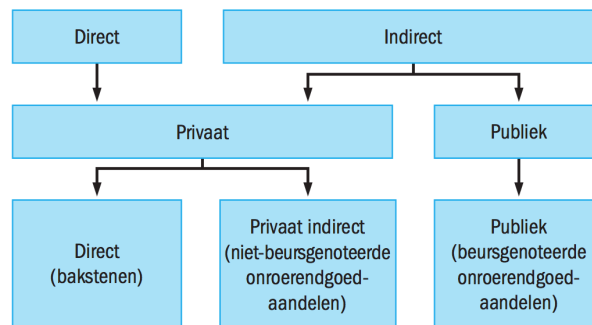 Direct
Indirect
Privaat
Publiek
Direct
(bakstenen)
Privaat indirect
(niet-beursgenoteerde
onroerendgoed-
aandelen)
Publiek
(beursgenoteerde
onroerendgoed-
aandelen)